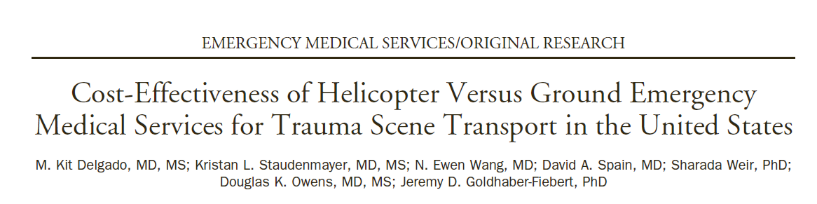 EMERGENCY MEDICAL SERVICES/ORIGINAL RESEARCH
Cost-Effectiveness of Helicopter Versus Ground Emergency
Medical Services for Trauma Scene Transport in the United States
M. Kit Delgado, MD, MS; Kristan L. Staudenmayer, MD, MS; N. Ewen Wang, MD; David A. Spain, MD; Sharada Weir, PhD;
Douglas K. Owens, MD, MS; Jeremy D. Goldhaber-Fiebert, PhD